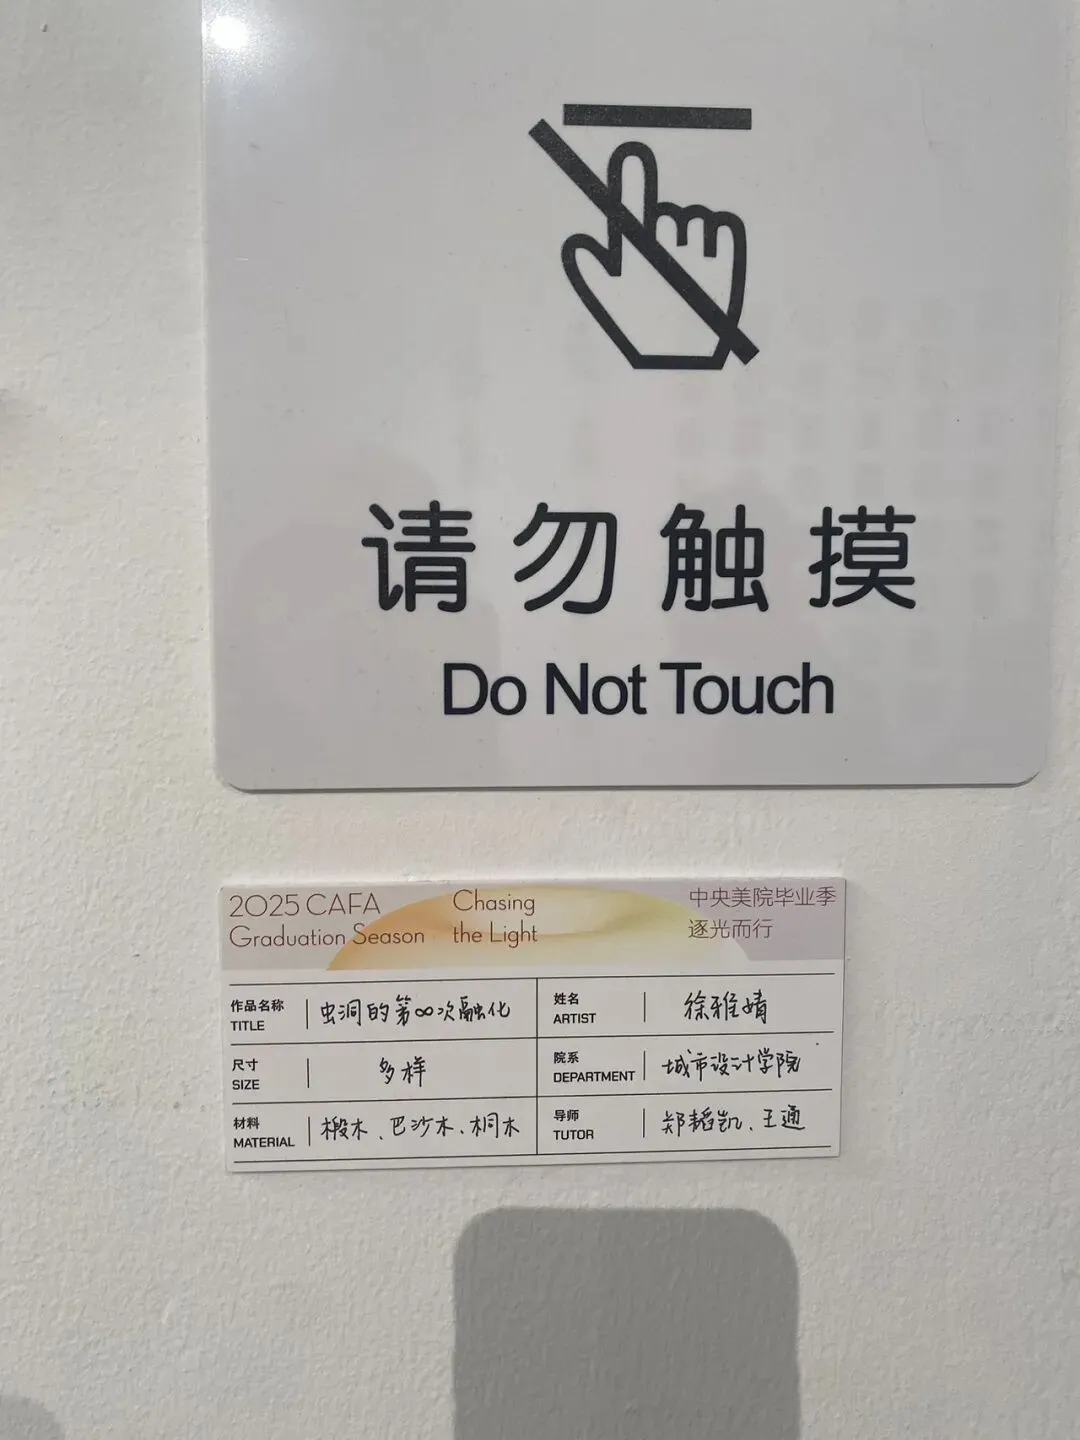 请勿触摸
Do Not Touch
2025 CAFA
Graduation Season
Chasing
the Light
中央美院毕业季
逐光而行
作品名称
TITLE
虫洞的第∞次融化
姓名
ARTIST
徐雅婧
尺寸
SIZE
多样
院系
DEPARTMENT
城市设计学院
材料
MATERIAL
椴木、巴沙木、桐木
导师
TUTOR
郑韬凯、王通